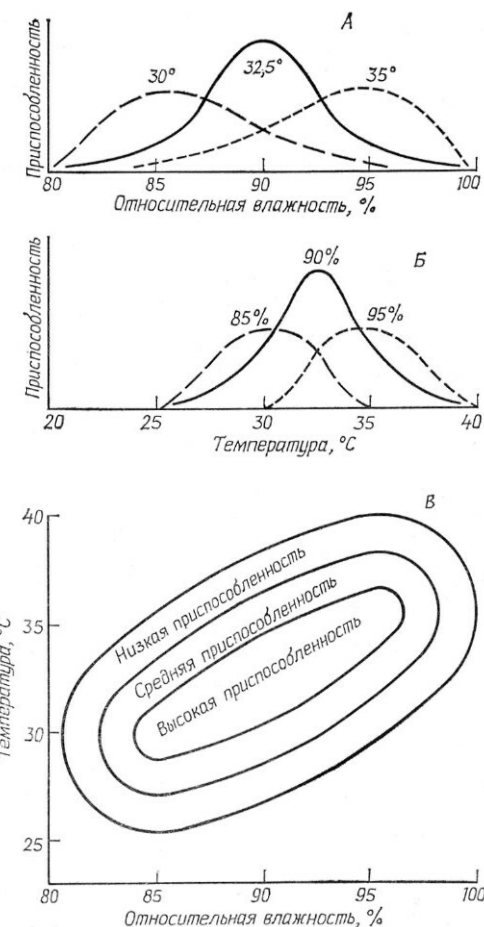 А
Приспособленность
30°
32,5°
35°
80 85 90 95 100
Относительная влажность, %
Б
Приспособленность
85%
90%
95%
20 25 30 35 40
Температура, °С
В
Температура, °С
40
35
30
25
Низкая приспособленность
Средняя приспособленность
Высокая приспособленность
80 85 90 95 100
Относительная влажность, %